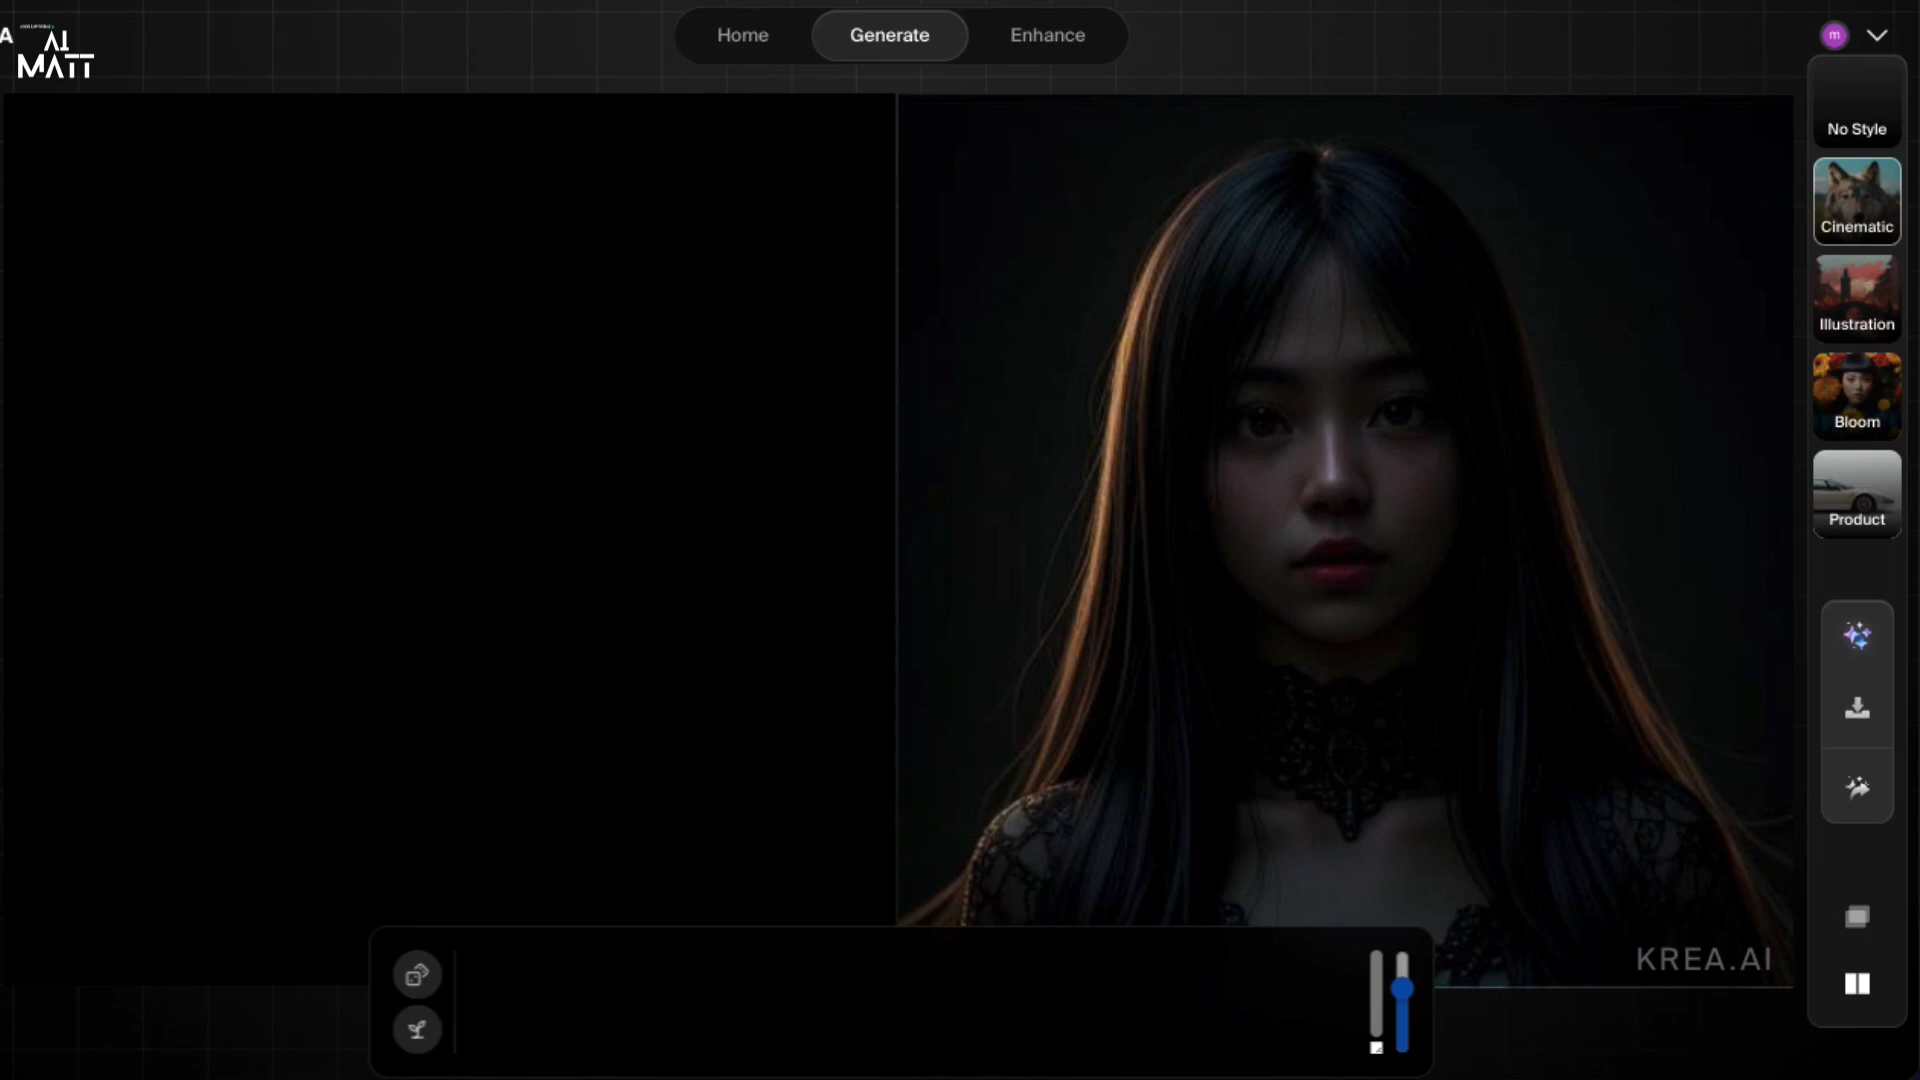 A
AI
MATT
Home
Generate
Enhance
m
No Style
Cinematic
Illustration
Bloom
Product
KREA.AI